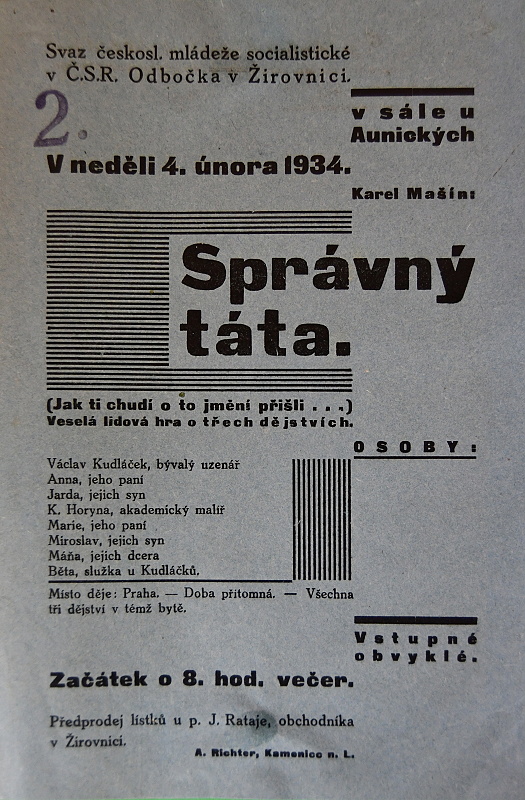 Svaz českosl. mládeže socialistické
v Č.S.R. Odbočka v Žirovnici.
2.
v sále u
Aunických
V neděli 4. února 1934.
Karel Mašín:
Správný
táta.
(Jak ti chudí o to jmění přišli . . .)
Veselá lidová hra o třech dějstvích.
OSOBY:
Václav Kudláček, bývalý uzenář
Anna, jeho paní
Jarda, jejich syn
K. Horyna, akademický malíř
Marie, jeho paní
Miroslav, jejich syn
Máňa, jejich dcera
Běta, služka u Kudláčků.
Místo děje: Praha. — Doba přítomná. — Všechna
tři dějství v témž bytě.
Vstupné
obvyklé.
Začátek o 8. hod. večer.
Předprodej lístků u p. J. Rataje, obchodníka
v Žirovnici.
A. Richter, Kamenice n. L.